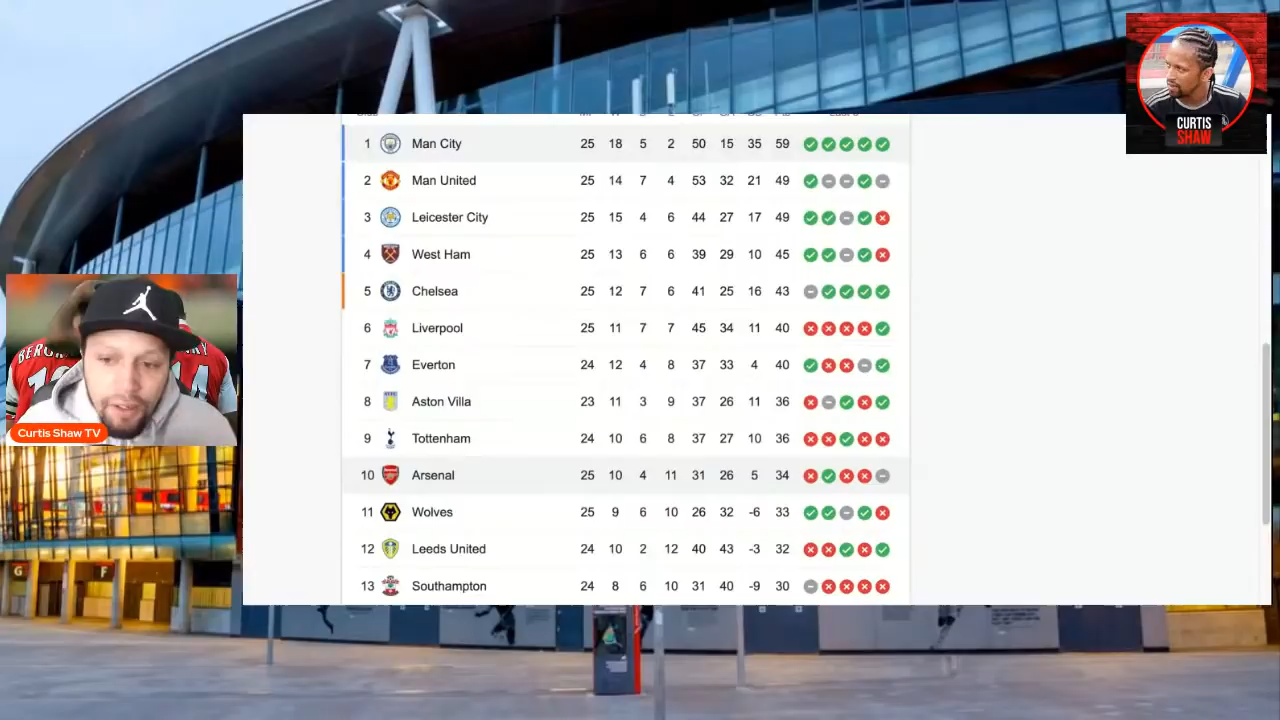 1 Man City 25 18 5 2 50 15 35 59
2 Man United 25 14 7 4 53 32 21 49
3 Leicester City 25 15 4 6 44 27 17 49
4 West Ham 25 13 6 6 39 29 10 45
5 Chelsea 25 12 7 6 41 25 16 43
6 Liverpool 25 11 7 7 45 34 11 40
7 Everton 24 12 4 8 37 33 4 40
8 Aston Villa 23 11 3 9 37 26 11 36
9 Tottenham 24 10 6 8 37 27 10 36
10 Arsenal 25 10 4 11 31 26 5 34
11 Wolves 25 9 6 10 26 32 -6 33
12 Leeds United 24 10 2 12 40 43 -3 32
13 Southampton 24 8 6 10 31 40 -9 30
CURTIS
SHAW
Curtis Shaw TV
G
F